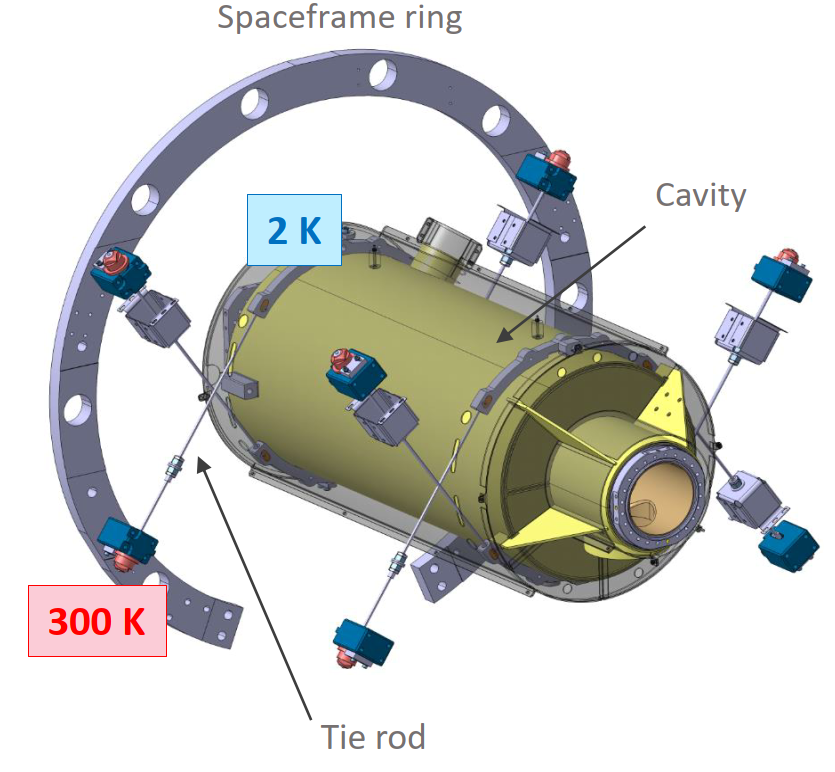 Spaceframe ring
Cavity
2 K
300 K
Tie rod